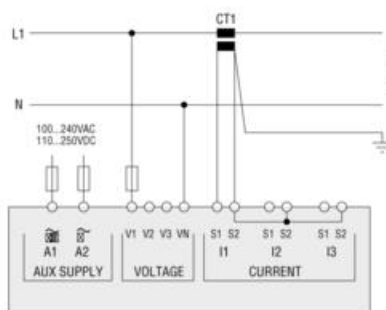 CT1
L1
N
100...240VAC
110...250VDC
V1 V2 V3 VN S1 S2 S1 S2 S1 S2
A1 A2 I1 I2 I3
AUX SUPPLY VOLTAGE CURRENT